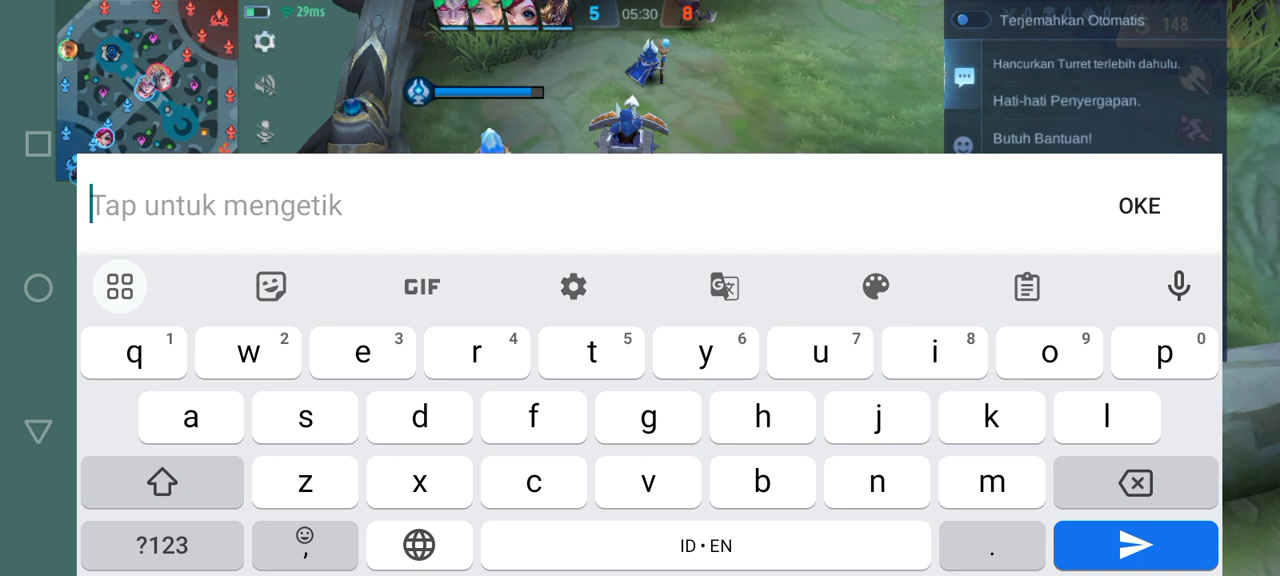 29ms
5 05:30 8
Terjemahkan Otomatis
148
Hancurkan Turret terlebih dahulu.
Hati-hati Penyergapan.
Butuh Bantuan!
Tap untuk mengetik
OKE
GIF
q 1 w 2 e 3 r 4 t 5 y 6 u 7 i 8 o 9 p 0
a s d f g h j k l
z x c v b n m
?123 , ID • EN .